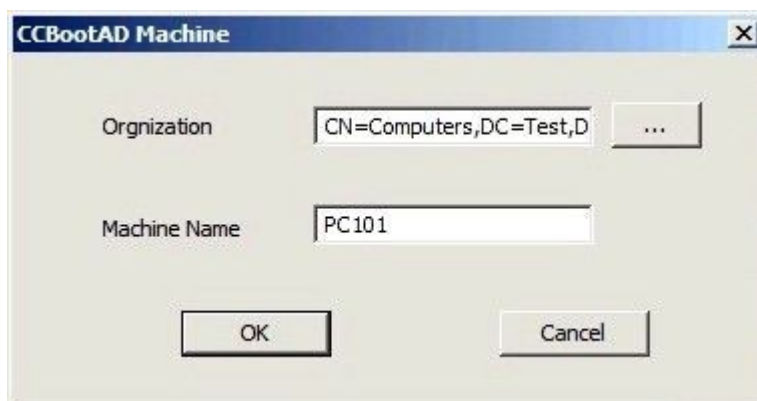 CCBootAD Machine
Orgnization CN=Computers,DC=Test,D ...
Machine Name PC101
OK Cancel